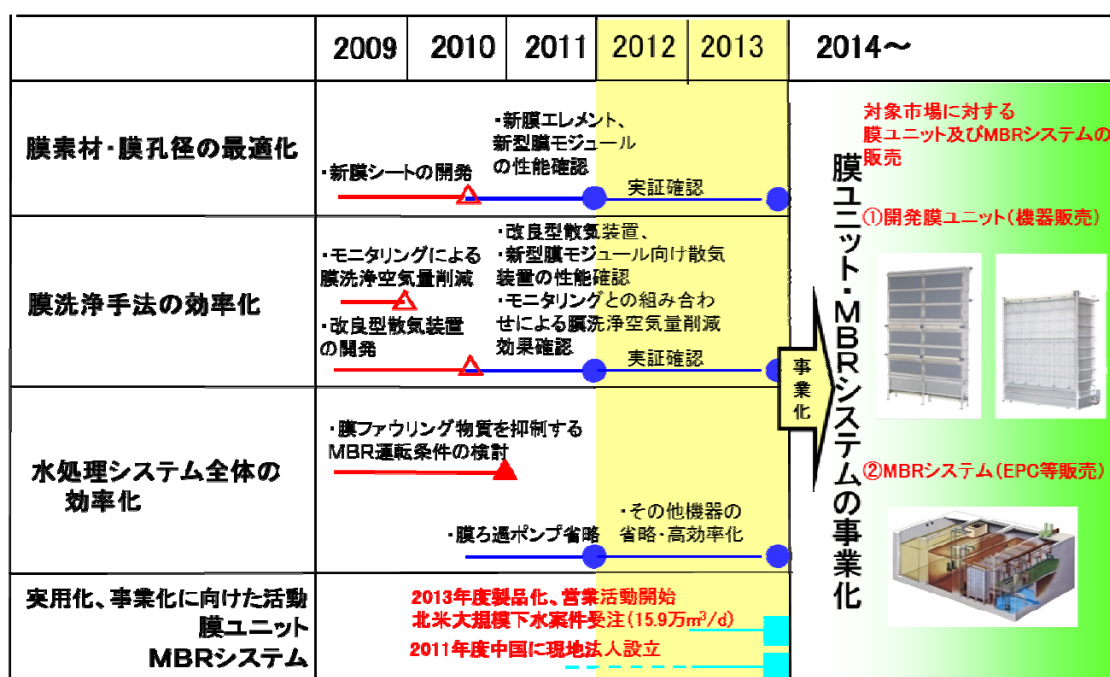 2009 2010 2011 2012 2013 2014～
膜素材・膜孔径の最適化
・新膜シートの開発
・新膜エレメント、
新型膜モジュール
の性能確認
実証確認
膜洗浄手法の効率化
・モニタリングによる
膜洗浄空気量削減
・改良型散気装置
の開発
・改良型散気装置、
・新型膜モジュール向け散気
装置の性能確認
・モニタリングとの組み合わ
せによる膜洗浄空気量削減
効果確認
実証確認
水処理システム全体の
効率化
・膜ファウリング物質を抑制する
MBR運転条件の検討
・膜ろ過ポンプ省略
・その他機器の
省略・高効率化
実用化、事業化に向けた活動
膜ユニット
MBRシステム
2013年度製品化、営業活動開始
北米大規模下水案件受注(15.9万m³/d)
2011年度中国に現地法人設立
事業化
膜ユニット・MBRシステムの事業化
対象市場に対する
膜ユニット及びMBRシステムの
販売
①開発膜ユニット(機器販売)
②MBRシステム(EPC等販売)